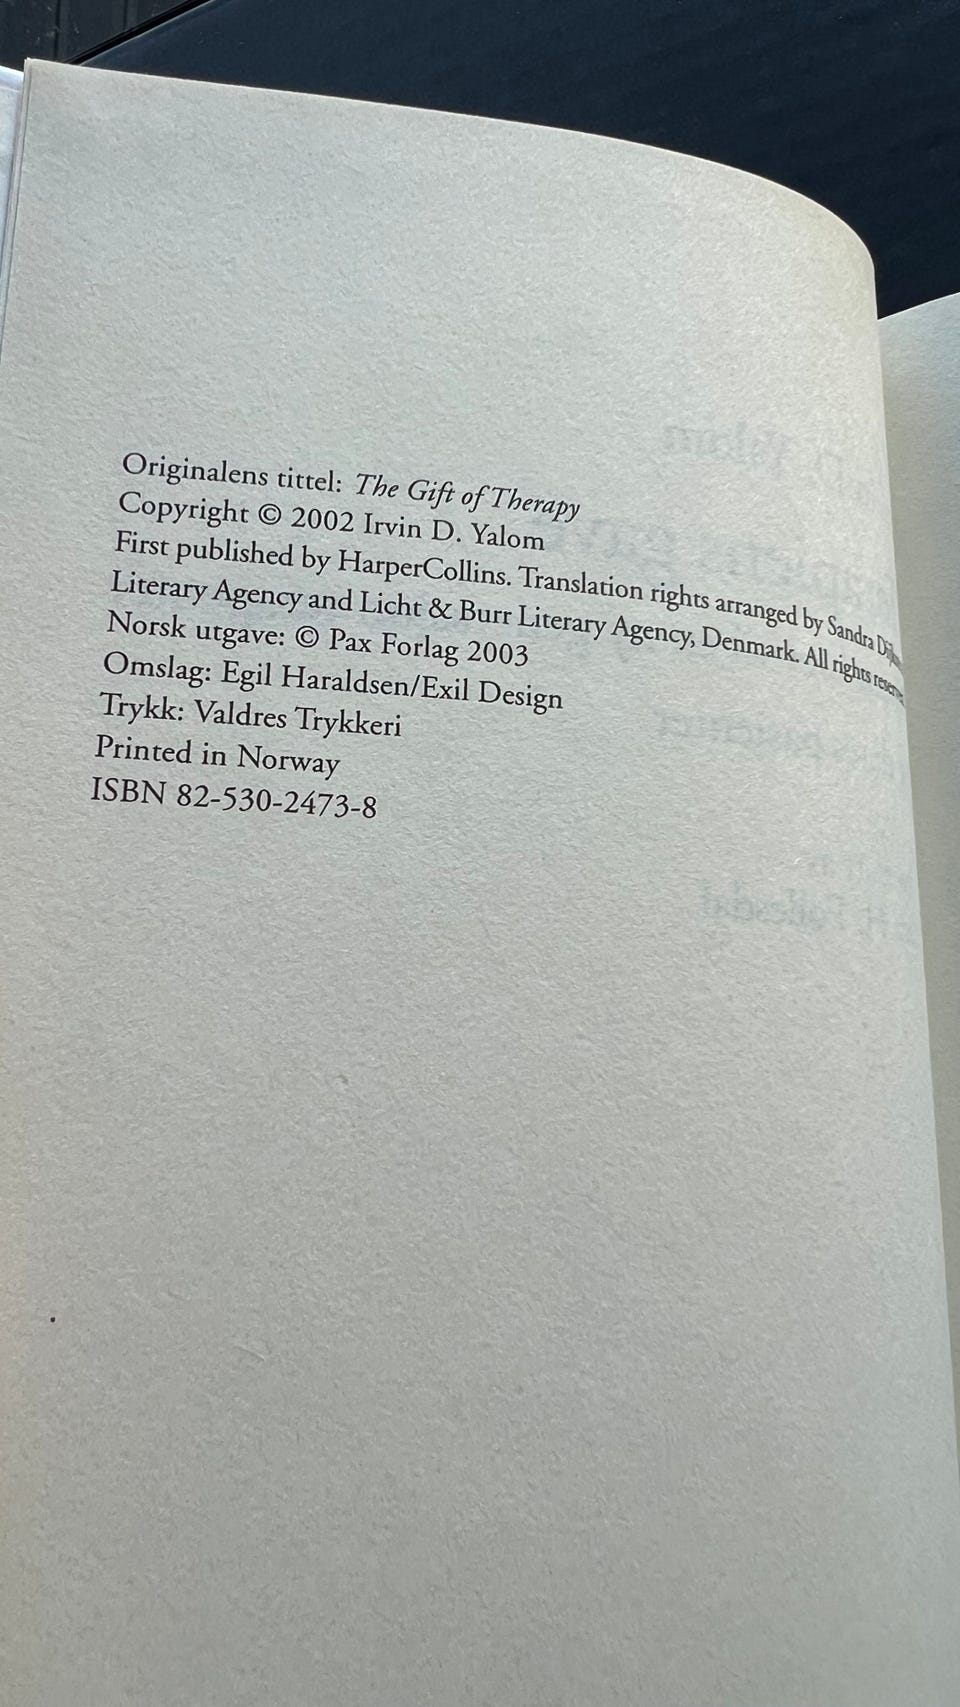 Originalens tittel: The Gift of Therapy
Copyright © 2002 Irvin D. Yalom
First published by HarperCollins. Translation rights arranged by Sandra
Literary Agency and Licht & Burr Literary Agency, Denmark. All rights
Norsk utgave: © Pax Forlag 2003
Omslag: Egil Haraldsen/Exil Design
Trykk: Valdres Trykkeri
Printed in Norway
ISBN 82-530-2473-8